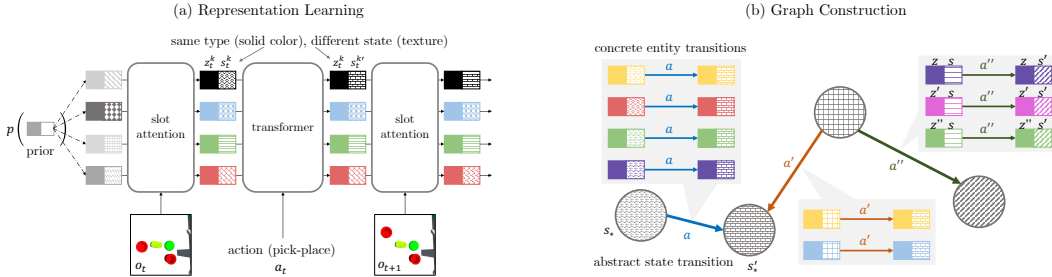 (a) Representation Learning
same type (solid color), different state (texture)
z_t^k s_t^k
z_t^k s_t^k′
p( )
prior
slot
attention
transformer
slot
attention
o_t
action (pick-place)
a_t
o_{t+1}
(b) Graph Construction
concrete entity transitions
a
a
a
a
s_*
a
s′_*
abstract state transition
a′
a″
z s a″ z s′
z′ s a″ z′ s′
z″ s a″ z″ s′
a′
a′